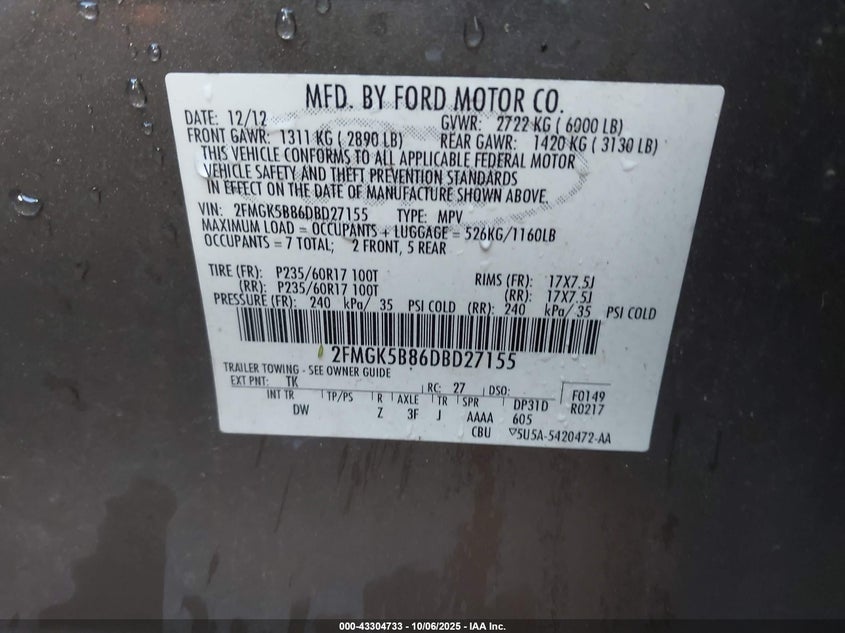 MFD. BY FORD MOTOR CO.
DATE: 12/12 GVWR: 2722 KG ( 6000 LB)
FRONT GAWR: 1311 KG ( 2890 LB) REAR GAWR: 1420 KG ( 3130 LB)
THIS VEHICLE CONFORMS TO ALL APPLICABLE FEDERAL MOTOR
VEHICLE SAFETY AND THEFT PREVENTION STANDARDS
IN EFFECT ON THE DATE OF MANUFACTURE SHOWN ABOVE.
VIN: 2FMGK5B86DBD27155 TYPE: MPV
MAXIMUM LOAD = OCCUPANTS + LUGGAGE = 526KG/1160LB
OCCUPANTS = 7 TOTAL; 2 FRONT, 5 REAR
TIRE (FR): P235/60R17 100T RIMS (FR): 17X7.5J
(RR): P235/60R17 100T (RR): 17X7.5J
PRESSURE (FR): 240 kPa/ 35 PSI COLD (RR): 240 kPa/ 35 PSI COLD
2FMGK5B86DBD27155
TRAILER TOWING - SEE OWNER GUIDE
EXT PNT: TK RC: 27 DSO: F0149
INT TR TP/PS R AXLE TR SPR DP31D R0217
DW Z 3F J AAAA 605
CBU 5U5A-5420472-AA
000-43304733 - 10/06/2025 - IAA Inc.